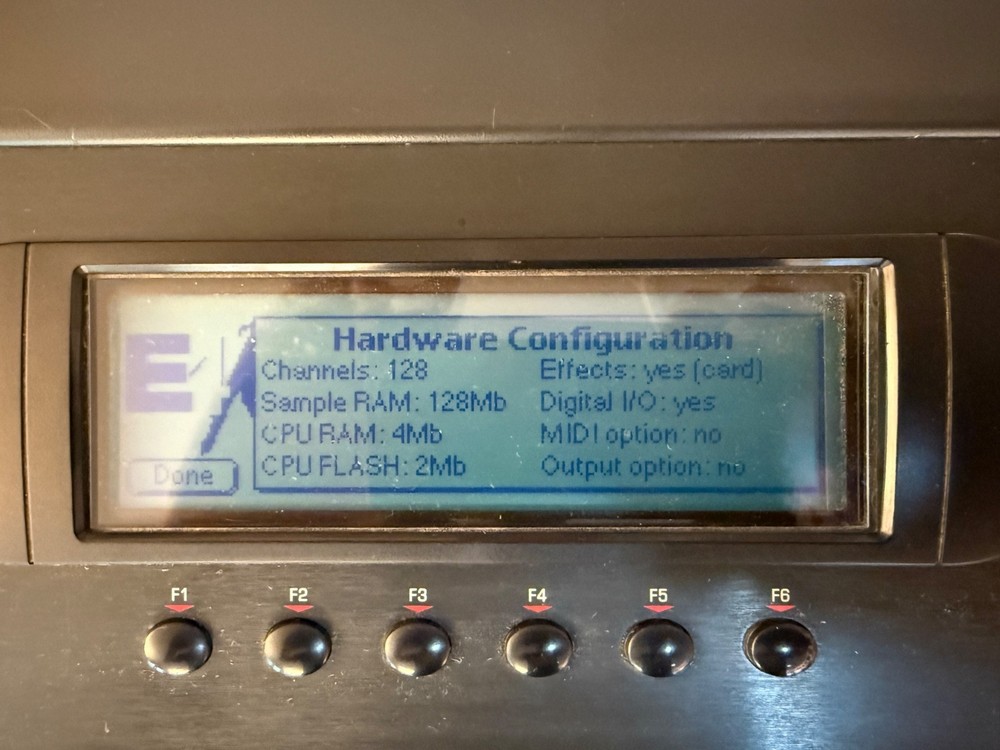 Hardware Configuration
Channels: 128
Effects: yes (card)
Sample RAM: 128Mb
Digital I/O: yes
CPU RAM: 4Mb
MIDI option: no
CPU FLASH: 2Mb
Output option: no
E
Done
F1 F2 F3 F4 F5 F6